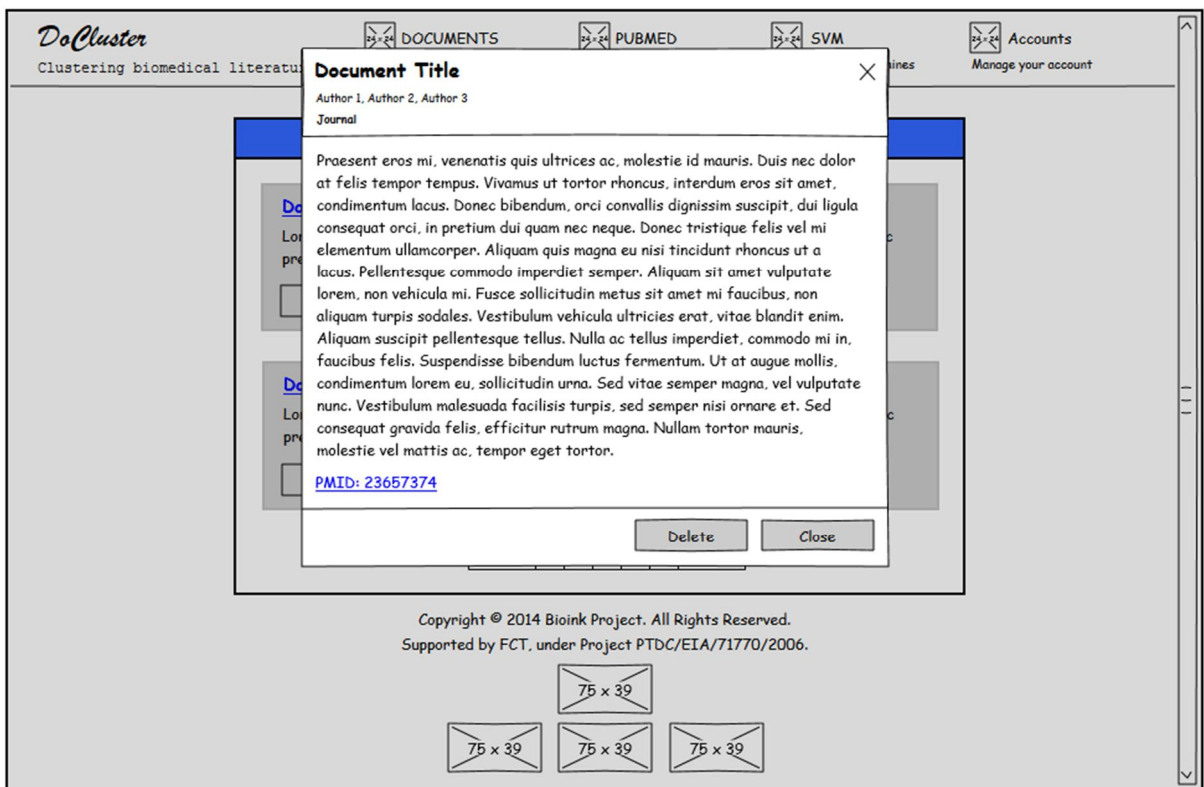 DoCluster
Clustering biomedical
24 x 24 DOCUMENTS
24 x 24 PUBMED
24 x 24 SVM
24 x 24 Accounts
Manage your account
Document Title
Author 1, Author 2, Author 3
Journal
Praesent eros mi, venenatis quis ultrices ac, molestie id mauris. Duis nec dolor
at felis tempor tempus. Vivamus ut tortor rhoncus, interdum eros sit amet,
condimentum lacus. Donec bibendum, orci convallis dignissim suscipit, dui ligula
consequat orci, in pretium dui quam nec neque. Donec tristique felis vel mi
elementum ullamcorper. Aliquam quis magna eu nisi tincidunt rhoncus ut a
lacus. Pellentesque commodo imperdiet semper. Aliquam sit amet vulputate
lorem, non vehicula mi. Fusce sollicitudin metus sit amet mi faucibus, non
aliquam turpis sodales. Vestibulum vehicula ultricies erat, vitae blandit enim.
Aliquam suscipit pellentesque tellus. Nulla ac tellus imperdiet, commodo mi in,
faucibus felis. Suspendisse bibendum luctus fermentum. Ut at augue mollis,
condimentum lorem eu, sollicitudin urna. Sed vitae semper magna, vel vulputate
nunc. Vestibulum malesuada facilisis turpis, sed semper nisi ornare et. Sed
consequat gravida felis, efficitur rutrum magna. Nullam tortor mauris,
molestie vel mattis ac, tempor eget tortor.
PMID: 23657374
Delete
Close
Copyright © 2014 Bioink Project. All Rights Reserved.
Supported by FCT, under Project PTDC/EIA/71770/2006.
75 x 39
75 x 39
75 x 39
75 x 39